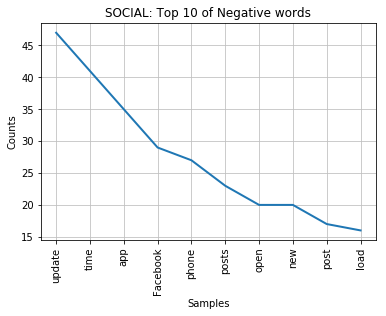 SOCIAL: Top 10 of Negative words
45
40
35
30
25
20
15
Counts
update
time
app
Facebook
phone
posts
open
new
post
load
Samples